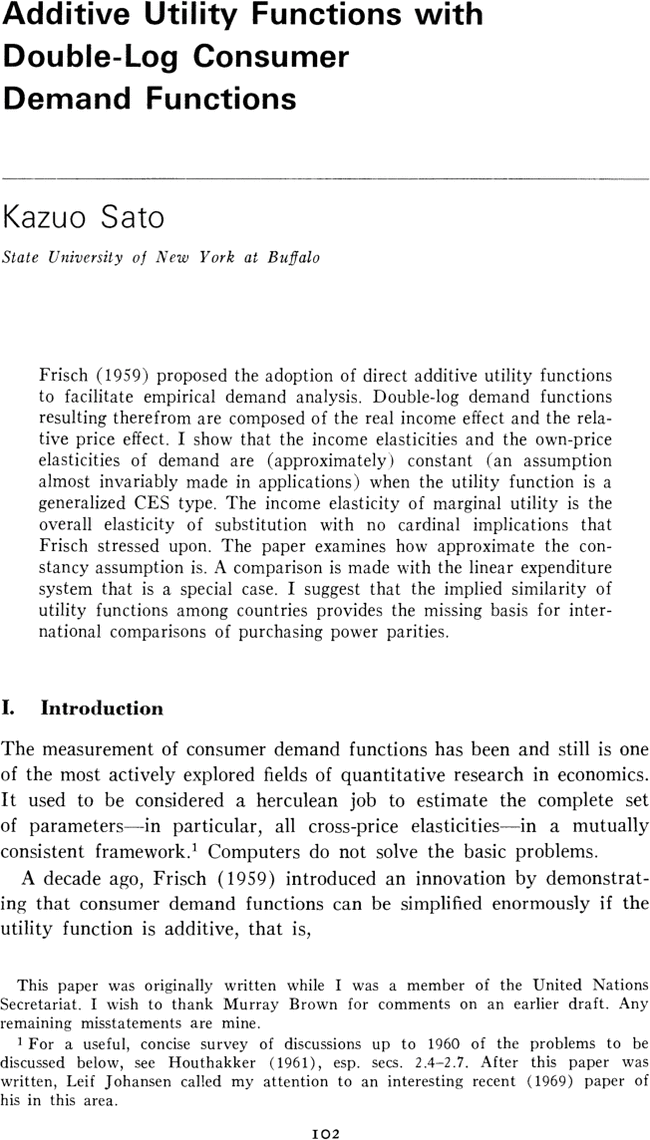 Additive Utility Functions with
Double-Log Consumer
Demand Functions
Kazuo Sato
State University of New York at Buffalo
Frisch (1959) proposed the adoption of direct additive utility functions
to facilitate empirical demand analysis. Double-log demand functions
resulting therefrom are composed of the real income effect and the rela-
tive price effect. I show that the income elasticities and the own-price
elasticities of demand are (approximately) constant (an assumption
almost invariably made in applications) when the utility function is a
generalized CES type. The income elasticity of marginal utility is the
overall elasticity of substitution with no cardinal implications that
Frisch stressed upon. The paper examines how approximate the con-
stancy assumption is. A comparison is made with the linear expenditure
system that is a special case. I suggest that the implied similarity of
utility functions among countries provides the missing basis for inter-
national comparisons of purchasing power parities.
I. Introduction
The measurement of consumer demand functions has been and still is one
of the most actively explored fields of quantitative research in economics.
It used to be considered a herculean job to estimate the complete set
of parameters—in particular, all cross-price elasticities—in a mutually
consistent framework.¹ Computers do not solve the basic problems.
A decade ago, Frisch (1959) introduced an innovation by demonstrat-
ing that consumer demand functions can be simplified enormously if the
utility function is additive, that is,
This paper was originally written while I was a member of the United Nations
Secretariat. I wish to thank Murray Brown for comments on an earlier draft. Any
remaining misstatements are mine.
¹ For a useful, concise survey of discussions up to 1960 of the problems to be
discussed below, see Houthakker (1961), esp. secs. 2.4–2.7. After this paper was
written, Leif Johansen called my attention to an interesting recent (1969) paper of
his in this area.
102